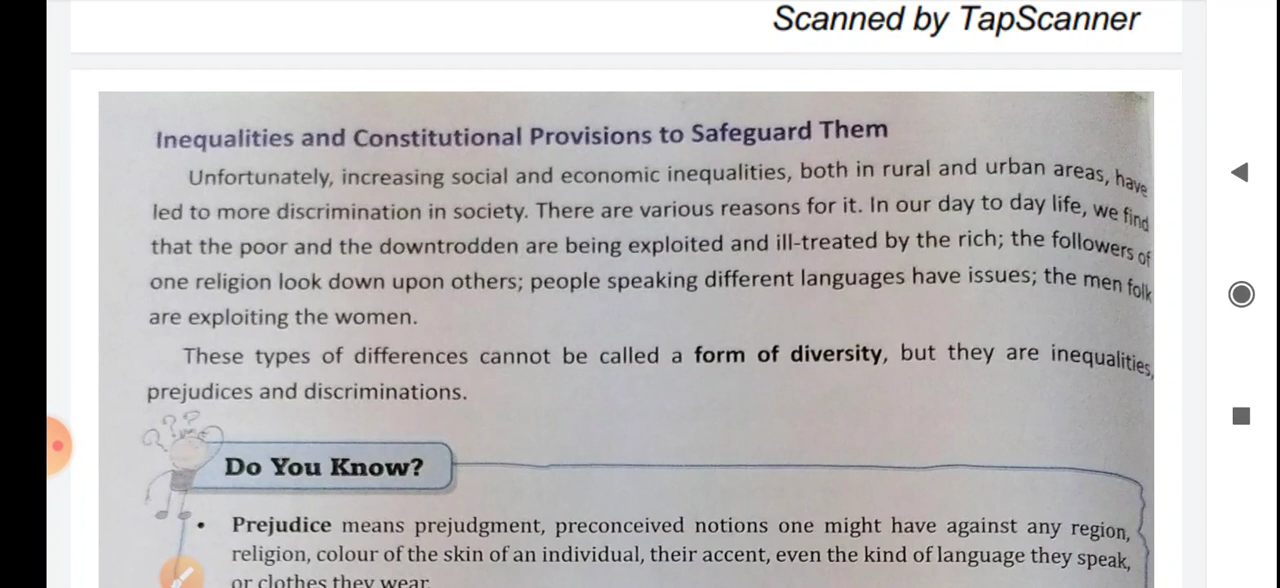 Scanned by TapScanner
Inequalities and Constitutional Provisions to Safeguard Them
Unfortunately, increasing social and economic inequalities, both in rural and urban areas, have
led to more discrimination in society. There are various reasons for it. In our day to day life, we find
that the poor and the downtrodden are being exploited and ill-treated by the rich; the followers of
one religion look down upon others; people speaking different languages have issues; the men folk
are exploiting the women.
These types of differences cannot be called a form of diversity, but they are inequalities,
prejudices and discriminations.
???
Do You Know?
• Prejudice means prejudgment, preconceived notions one might have against any region,
religion, colour of the skin of an individual, their accent, even the kind of language they speak,
or clothes they wear.